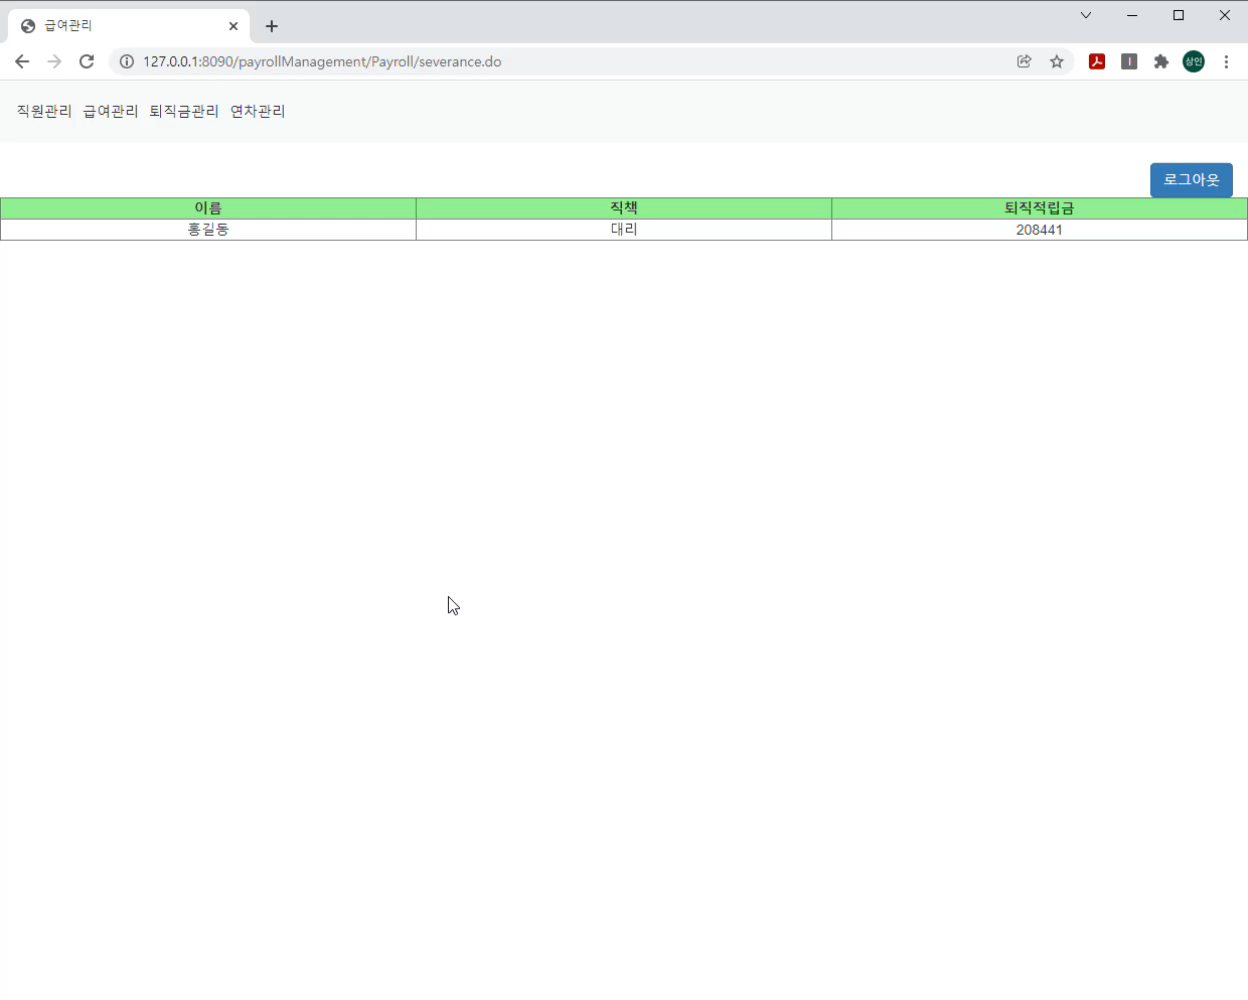 급여관리
127.0.0.1:8090/payrollManagement/Payroll/severance.do
상인
직원관리 급여관리 퇴직금관리 연차관리
로그아웃
이름 직책 퇴직적립금
홍길동 대리 208441